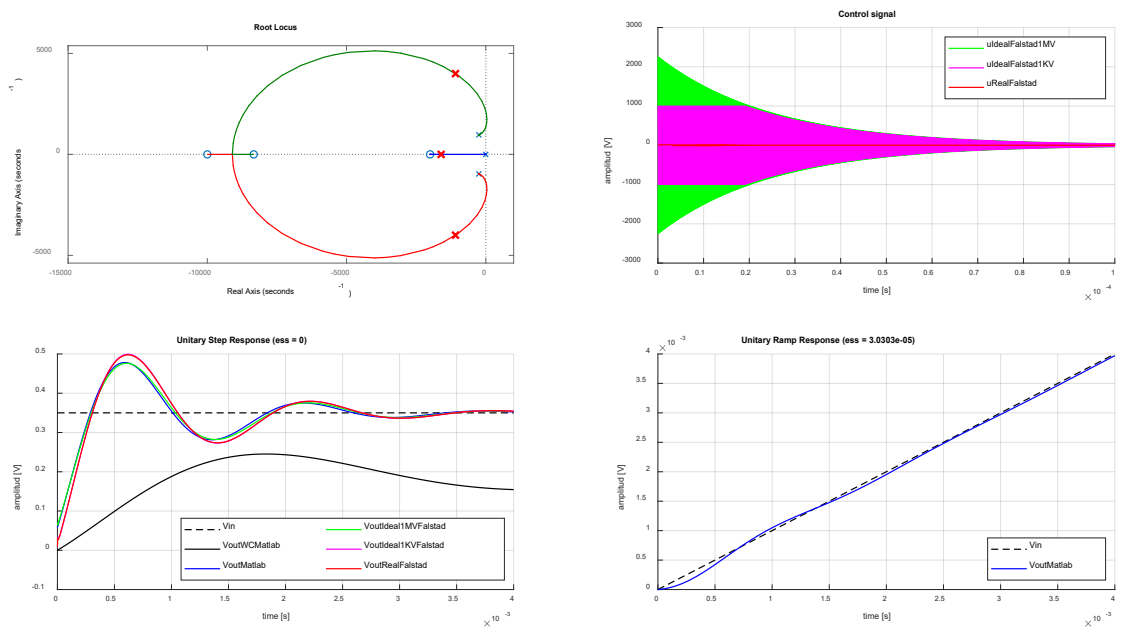 Root Locus
5000
0
-5000
-15000
-10000
-5000
0
Imaginary Axis (seconds
-1
)
Real Axis (seconds
-1
)
Control signal
3000
2000
1000
0
-1000
-2000
-3000
0
0.1
0.2
0.3
0.4
0.5
0.6
0.7
0.8
0.9
1
amplitud [V]
time [s]
×10 -4
uIdealFalstad1MV
uIdealFalstad1KV
uRealFalstad
Unitary Step Response (ess = 0)
0.5
0.4
0.3
0.2
0.1
0
-0.1
0
0.5
1
1.5
2
2.5
3
3.5
4
amplitud [V]
time [s]
×10 -3
Vin
VoutWCMatlab
VoutMatlab
VoutIdeal1MVFalstad
VoutIdeal1KVFalstad
VoutRealFalstad
Unitary Ramp Response (ess = 3.0303e-05)
×10 -3
4
3.5
3
2.5
2
1.5
1
0.5
0
0
0.5
1
1.5
2
2.5
3
3.5
4
amplitud [V]
time [s]
×10 -3
Vin
VoutMatlab